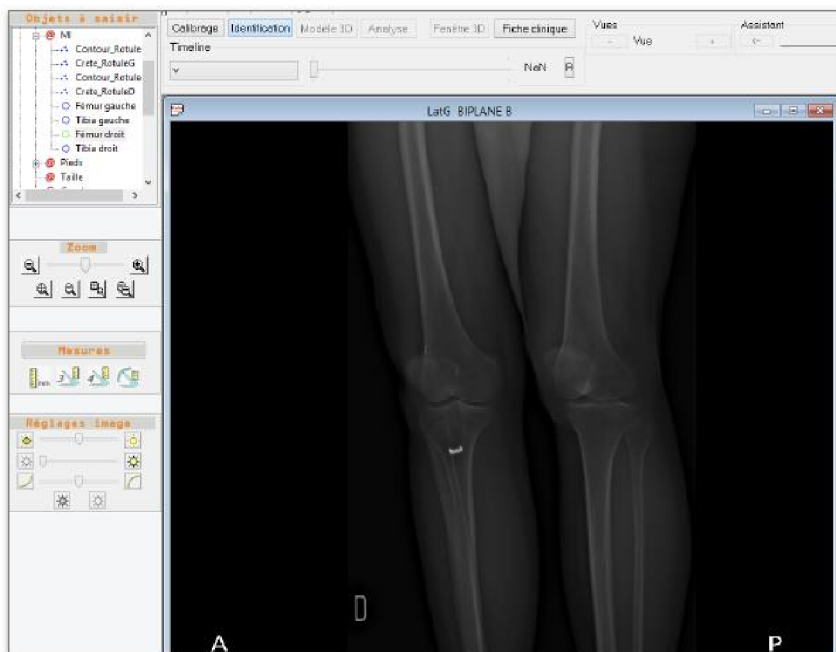 Objets à saisir
MI
Contour_Rotule
Crete_RotuleG
Contour_Rotule
Crete_RotuleD
Fémur gauche
Tibia gauche
Fémur droit
Tibia droit
Pieds
Taille
Zoom
Mesures
Réglages image
Calibrage Identification Modèle 3D Analyse Fenêtre 3D Fiche clinique
Vues
- Vue +
Assistant
<-
Timeline
v
NaN R
LatG BIPLANE B
D
A
P